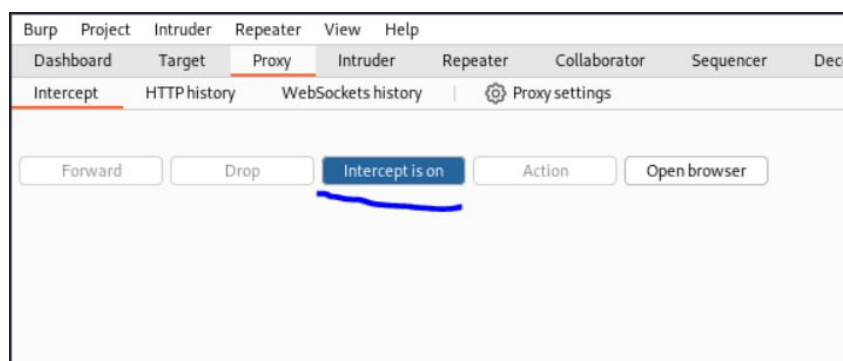 Burp Project Intruder Repeater View Help
Dashboard Target Proxy Intruder Repeater Collaborator Sequencer Deco
Intercept HTTP history WebSockets history Proxy settings
Forward Drop Intercept is on Action Open browser